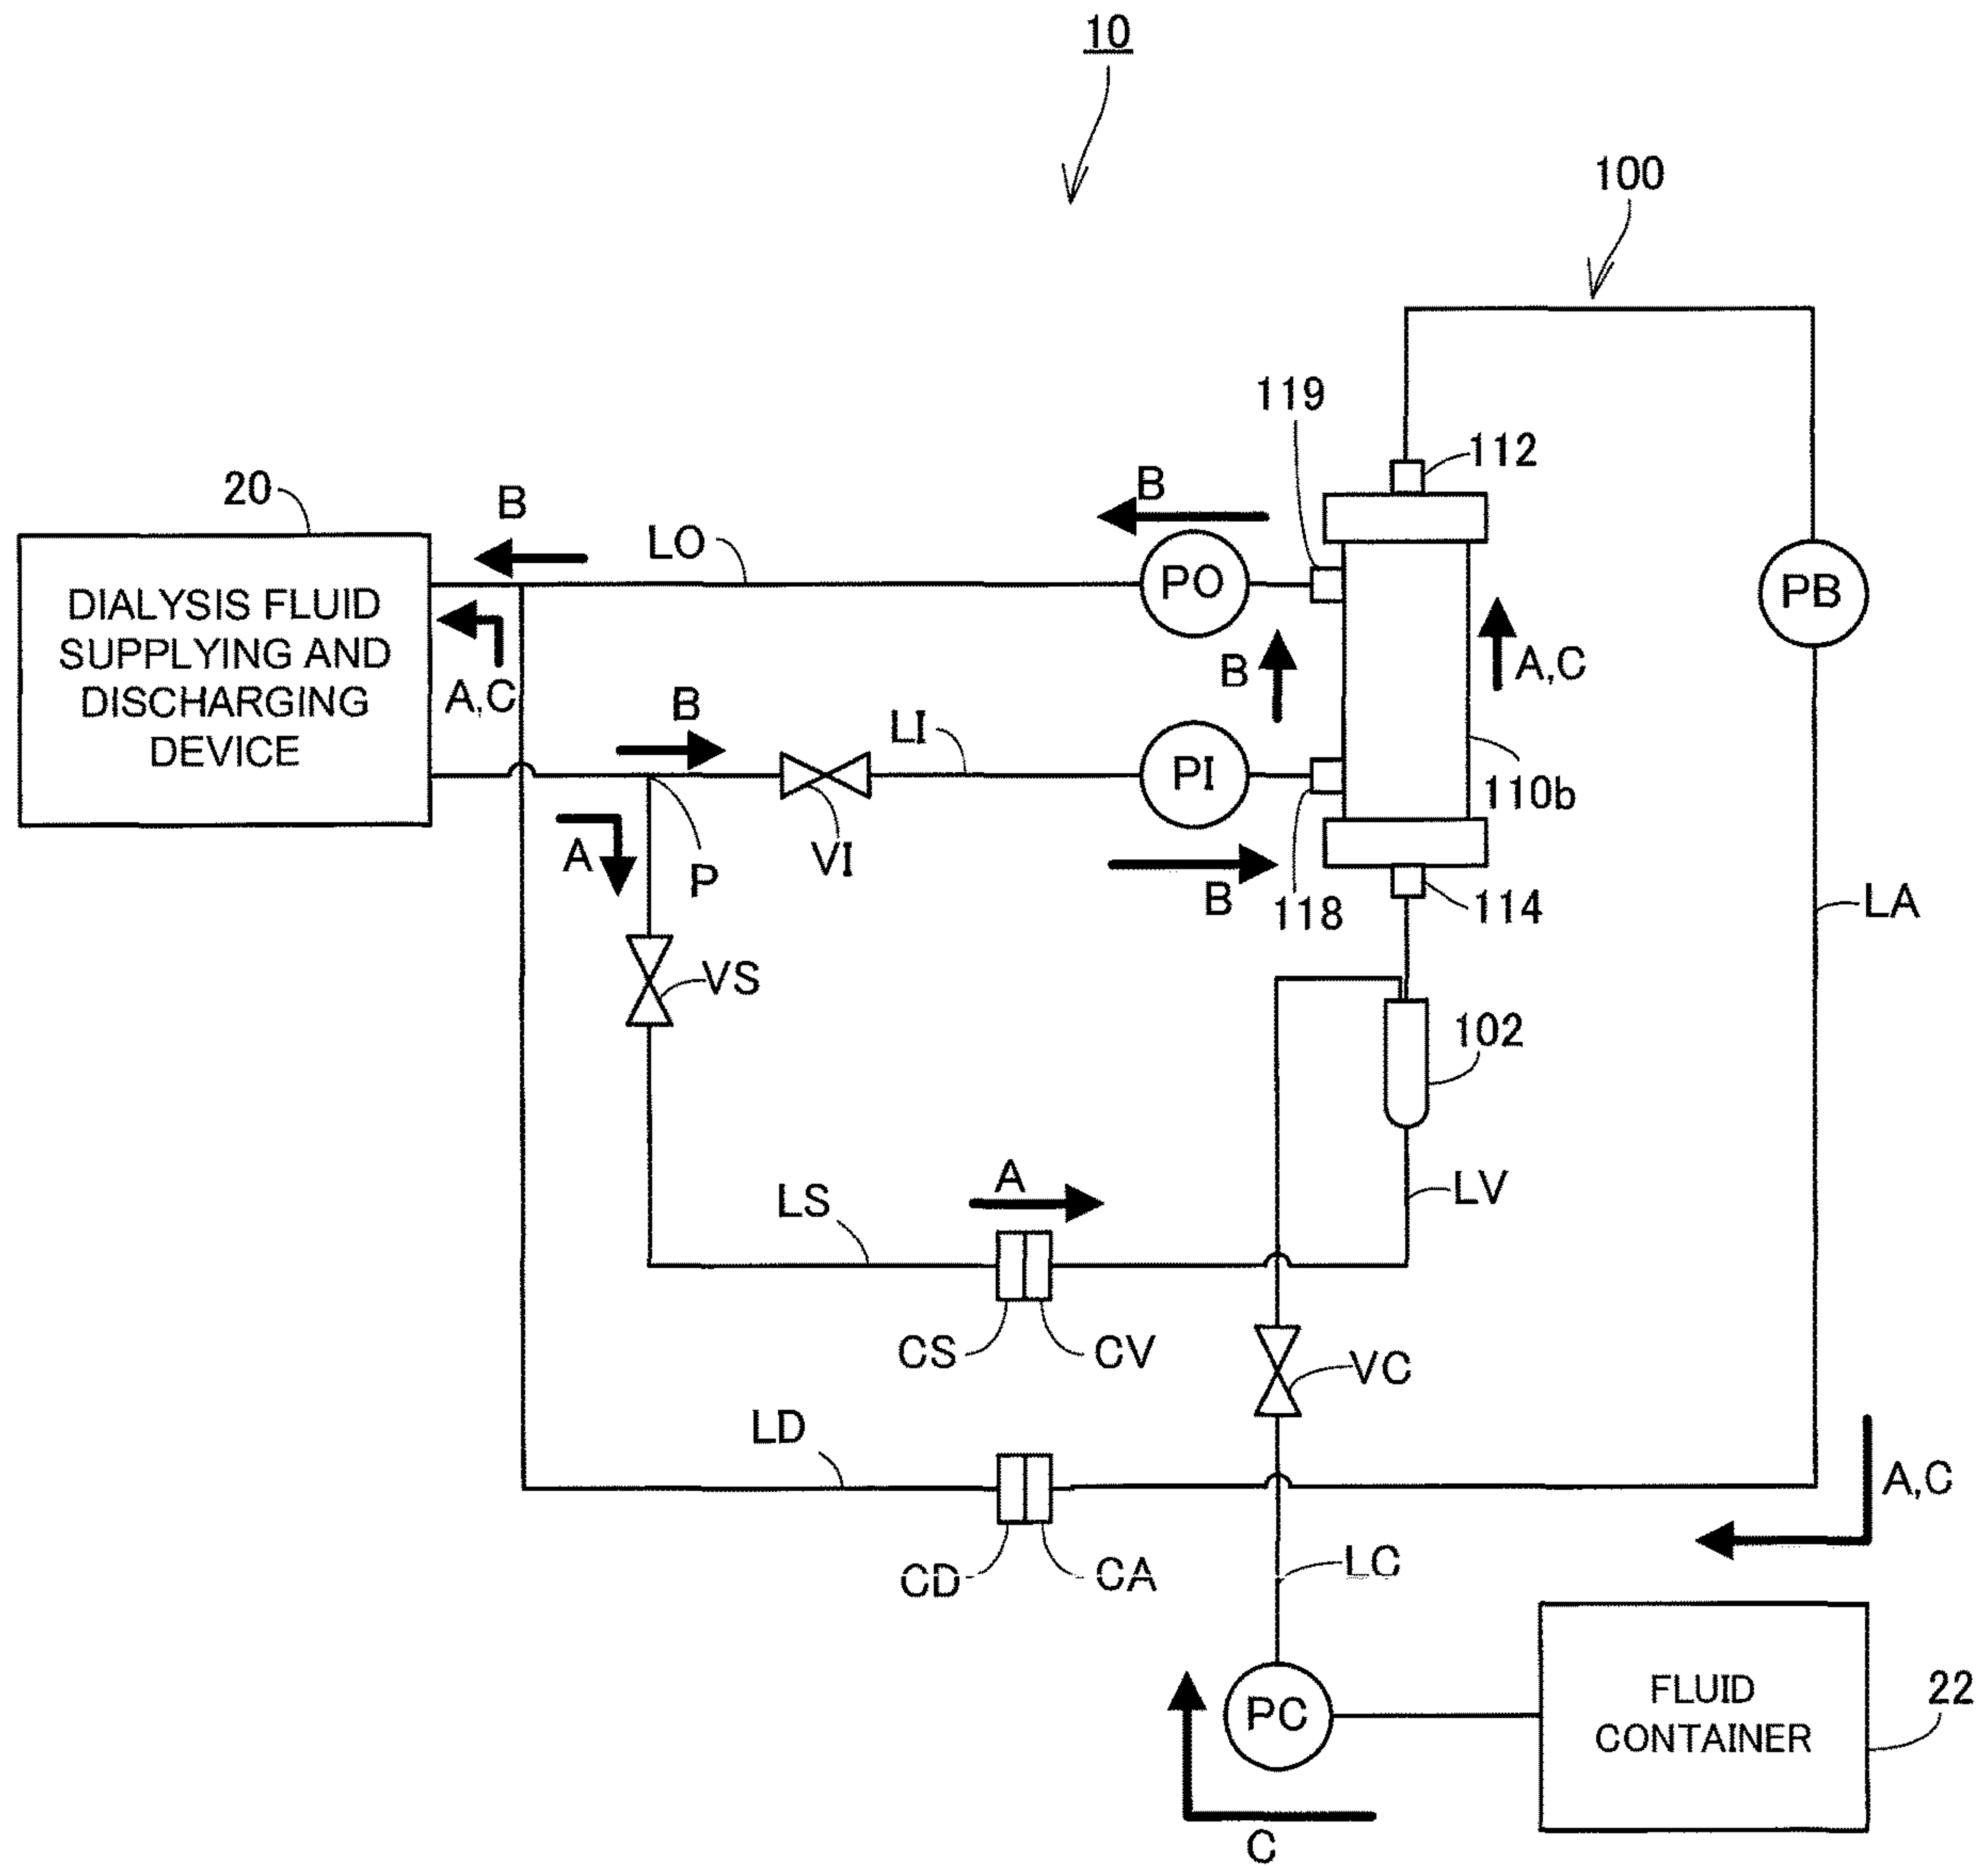 10
100
119
112
B
20
B
LO
PO
PB
DIALYSIS FLUID
SUPPLYING AND
DISCHARGING
DEVICE
A,C
B
A,C
B
LI
PI
110b
A
P
VI
B
118
114
LA
VS
102
A
LS
LV
CS
CV
VC
LD
A,C
CD
CA
LC
PC
FLUID
CONTAINER
22
C